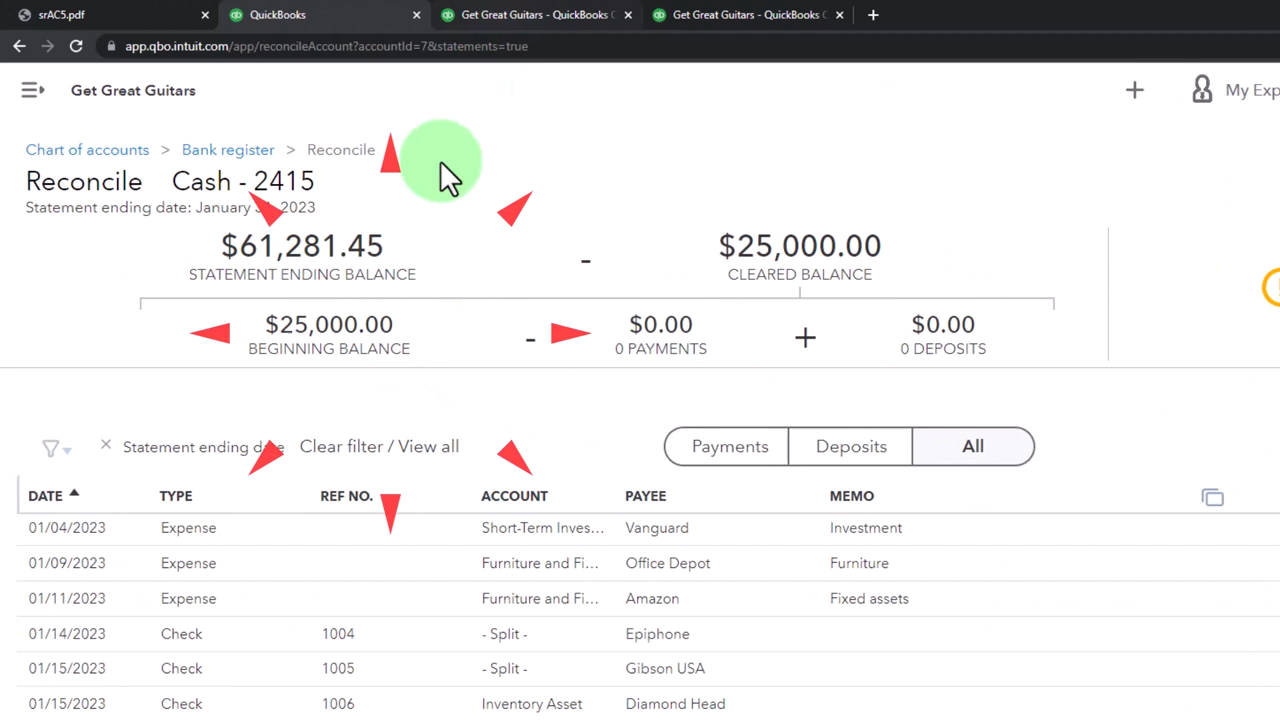 srAC5.pdf
QuickBooks
Get Great Guitars - QuickBooks
Get Great Guitars - QuickBooks
app.qbo.intuit.com/app/reconcileAccount?accountId=7&statements=true
Get Great Guitars
My Exp
Chart of accounts > Bank register > Reconcile
Reconcile Cash - 2415
Statement ending date: January 31, 2023
$61,281.45 - $25,000.00
STATEMENT ENDING BALANCE CLEARED BALANCE
$25,000.00 - $0.00 + $0.00
BEGINNING BALANCE 0 PAYMENTS 0 DEPOSITS
Statement ending date Clear filter / View all Payments Deposits All
DATE TYPE REF NO. ACCOUNT PAYEE MEMO
01/04/2023 Expense Short-Term Inves... Vanguard Investment
01/09/2023 Expense Furniture and Fi... Office Depot Furniture
01/11/2023 Expense Furniture and Fi... Amazon Fixed assets
01/14/2023 Check 1004 - Split - Epiphone
01/15/2023 Check 1005 - Split - Gibson USA
01/15/2023 Check 1006 Inventory Asset Diamond Head